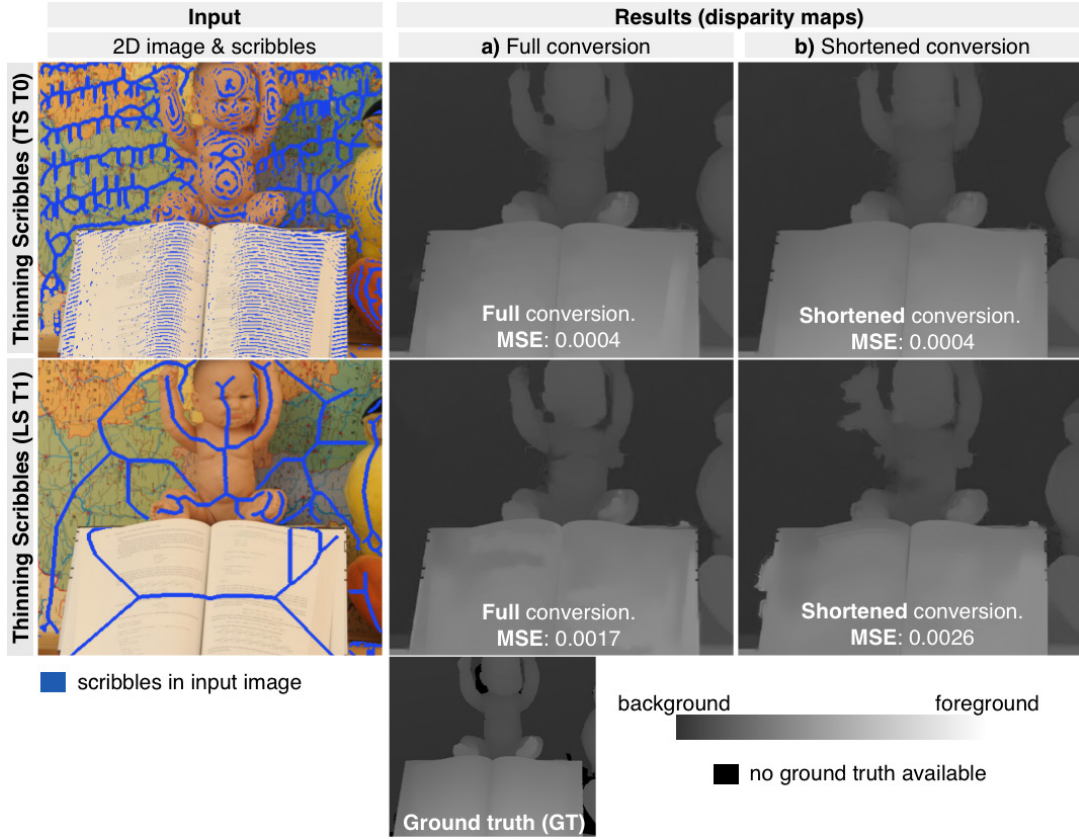 Input
Results (disparity maps)
2D image & scribbles
a) Full conversion
b) Shortened conversion
Thinning Scribbles (TS T0)
Full conversion.
MSE: 0.0004
Shortened conversion.
MSE: 0.0004
Thinning Scribbles (LS T1)
Full conversion.
MSE: 0.0017
Shortened conversion.
MSE: 0.0026
scribbles in input image
background
foreground
no ground truth available
Ground truth (GT)